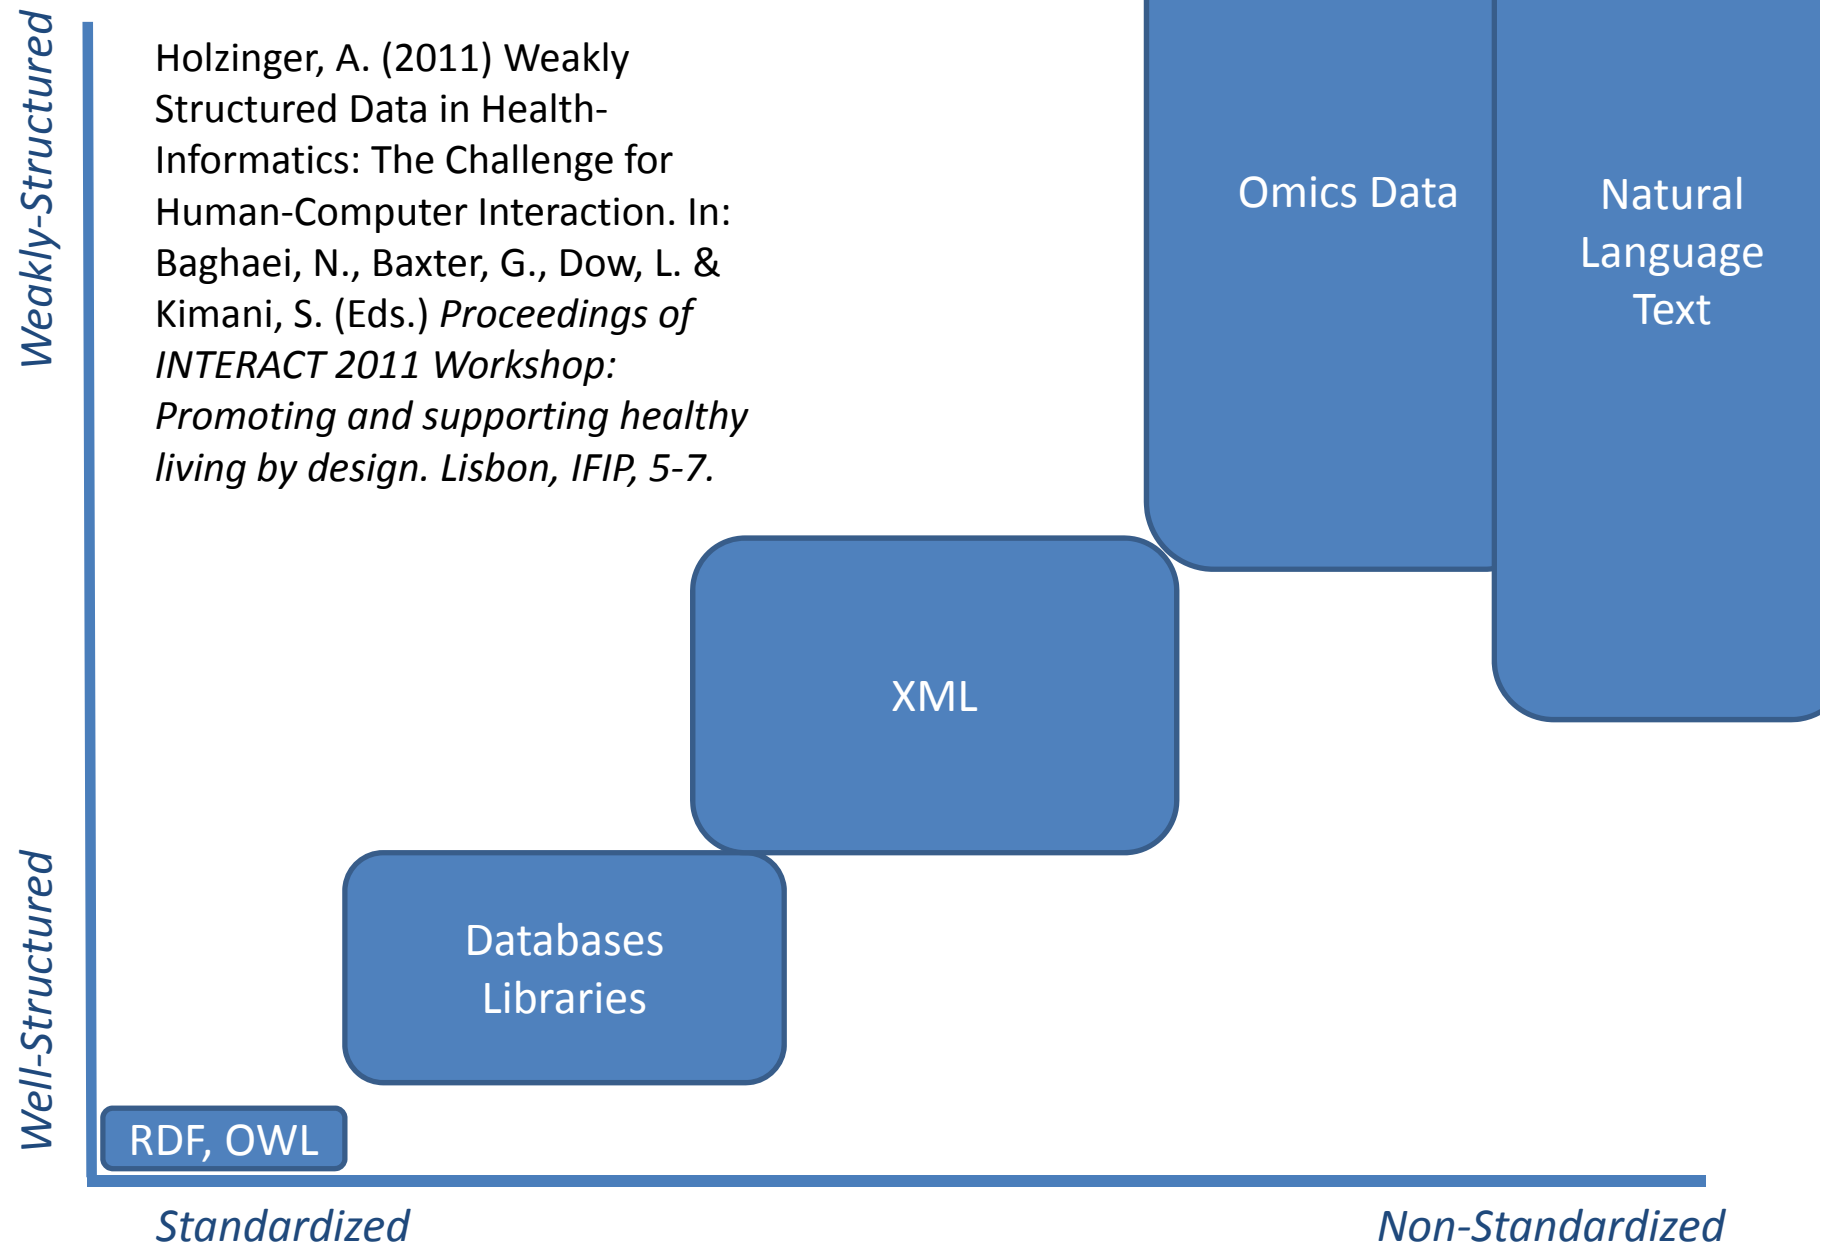 Weakly-Structured
Holzinger, A. (2011) Weakly
Structured Data in Health-
Informatics: The Challenge for
Human-Computer Interaction. In:
Baghaei, N., Baxter, G., Dow, L. &
Kimani, S. (Eds.) Proceedings of
INTERACT 2011 Workshop:
Promoting and supporting healthy
living by design. Lisbon, IFIP, 5-7.
Omics Data
Natural
Language
Text
XML
Well-Structured
Databases
Libraries
RDF, OWL
Standardized
Non-Standardized